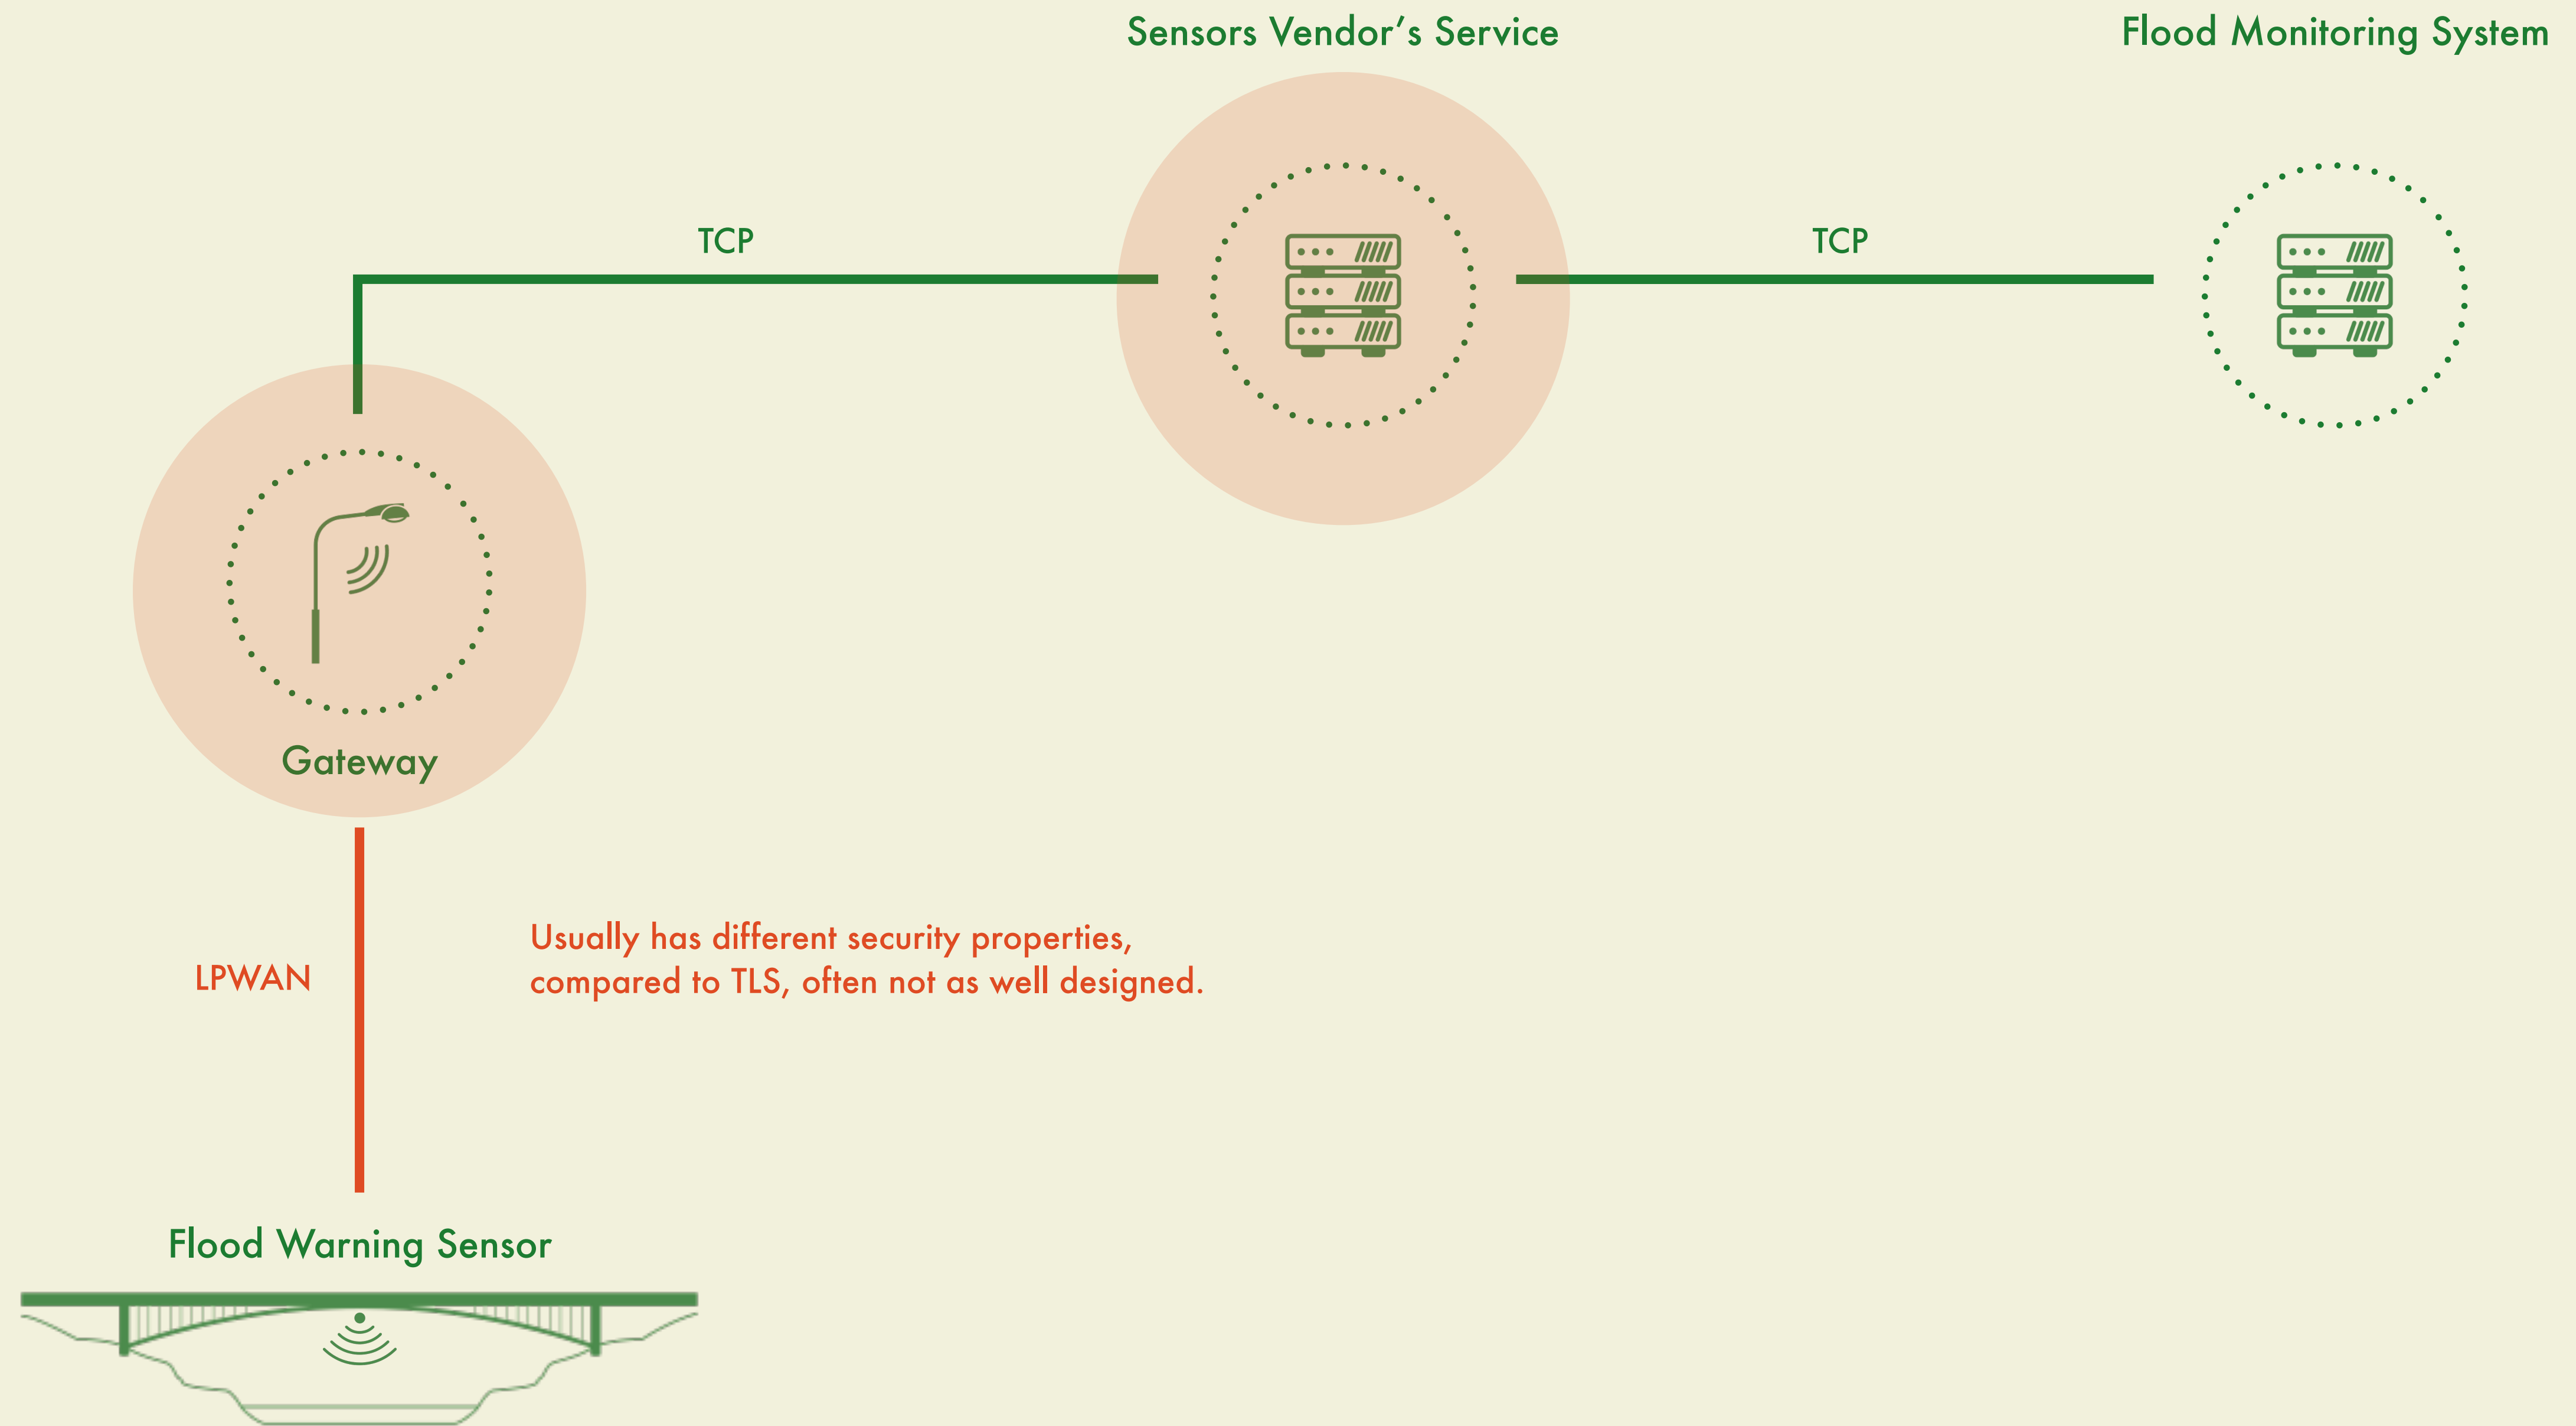 Sensors Vendor’s Service
Flood Monitoring System
TCP
TCP
Gateway
LPWAN
Usually has different security properties,
compared to TLS, often not as well designed.
Flood Warning Sensor